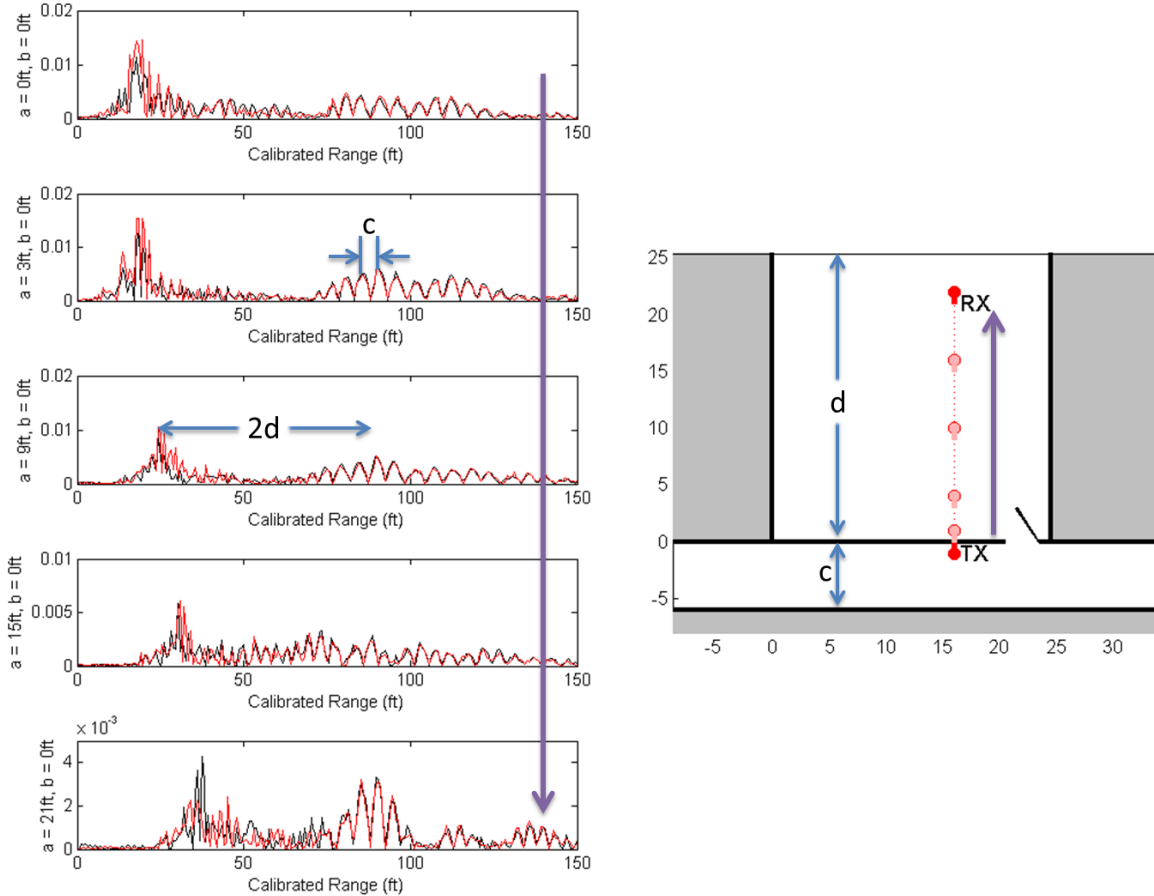 a = 0ft, b = 0ft
0.02
0.01
0
0 50 100 150
Calibrated Range (ft)
a = 3ft, b = 0ft
0.02
0.01
0
c
0 50 100 150
Calibrated Range (ft)
a = 9ft, b = 0ft
0.02
0.01
0
2d
0 50 100 150
Calibrated Range (ft)
a = 15ft, b = 0ft
0.01
0.005
0
0 50 100 150
Calibrated Range (ft)
a = 21ft, b = 0ft
× 10⁻³
4
2
0
0 50 100 150
Calibrated Range (ft)
25
20
15
10
5
0
-5
RX
d
TX
c
-5 0 5 10 15 20 25 30